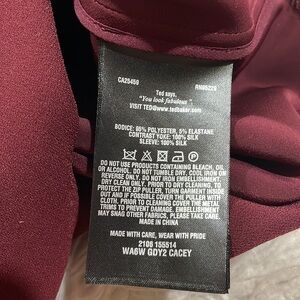 CA25459 RN95229
Ted says,
"You look fabulous"
VISIT TED@www.tedbaker.com
BODICE: 95% POLYESTER, 5% ELASTANE
CONTRAST YOKE: 100% SILK
SLEEVE: 100% SILK
DO NOT USE PRODUCTS CONTAINING BLEACH, OIL
OR ALCOHOL. DO NOT TUMBLE DRY. COOL IRON ON
REVERSE ONLY. DO NOT IRON EMBELLISHMENT.
DRY CLEAN ONLY. PRIOR TO DRY CLEANING, TO
PROTECT THE ZIP PULLER, TURN GARMENT INSIDE
OUT AND IF POSSIBLE COVER THE PULLER WITH
CLOTH. PRIOR TO CLEANING COVER THE METAL
TRIMS TO PREVENT DAMAGE. EMBELLISHMENT
MAY SNAG OTHER FABRICS, PLEASE TAKE CARE.
MADE IN CHINA
MADE WITH CARE, WEAR WITH PRIDE
2106 155514
WA6W GDY2 CACEY